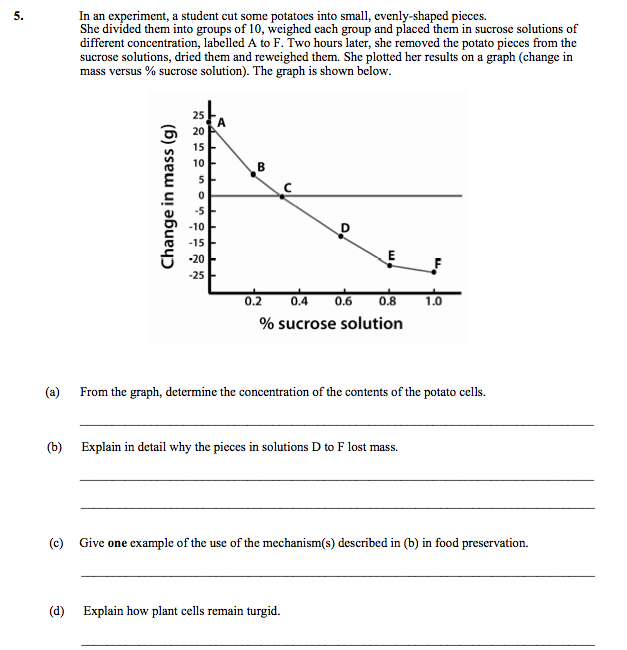 5. In an experiment, a student cut some potatoes into small, evenly-shaped pieces.
She divided them into groups of 10, weighed each group and placed them in sucrose solutions of
different concentration, labelled A to F. Two hours later, she removed the potato pieces from the
sucrose solutions, dried them and reweighed them. She plotted her results on a graph (change in
mass versus % sucrose solution). The graph is shown below.
Change in mass (g)
25
20
15
10
5
0
-5
-10
-15
-20
-25
A
B
C
D
E
F
0.2 0.4 0.6 0.8 1.0
% sucrose solution
(a) From the graph, determine the concentration of the contents of the potato cells.
(b) Explain in detail why the pieces in solutions D to F lost mass.
(c) Give one example of the use of the mechanism(s) described in (b) in food preservation.
(d) Explain how plant cells remain turgid.